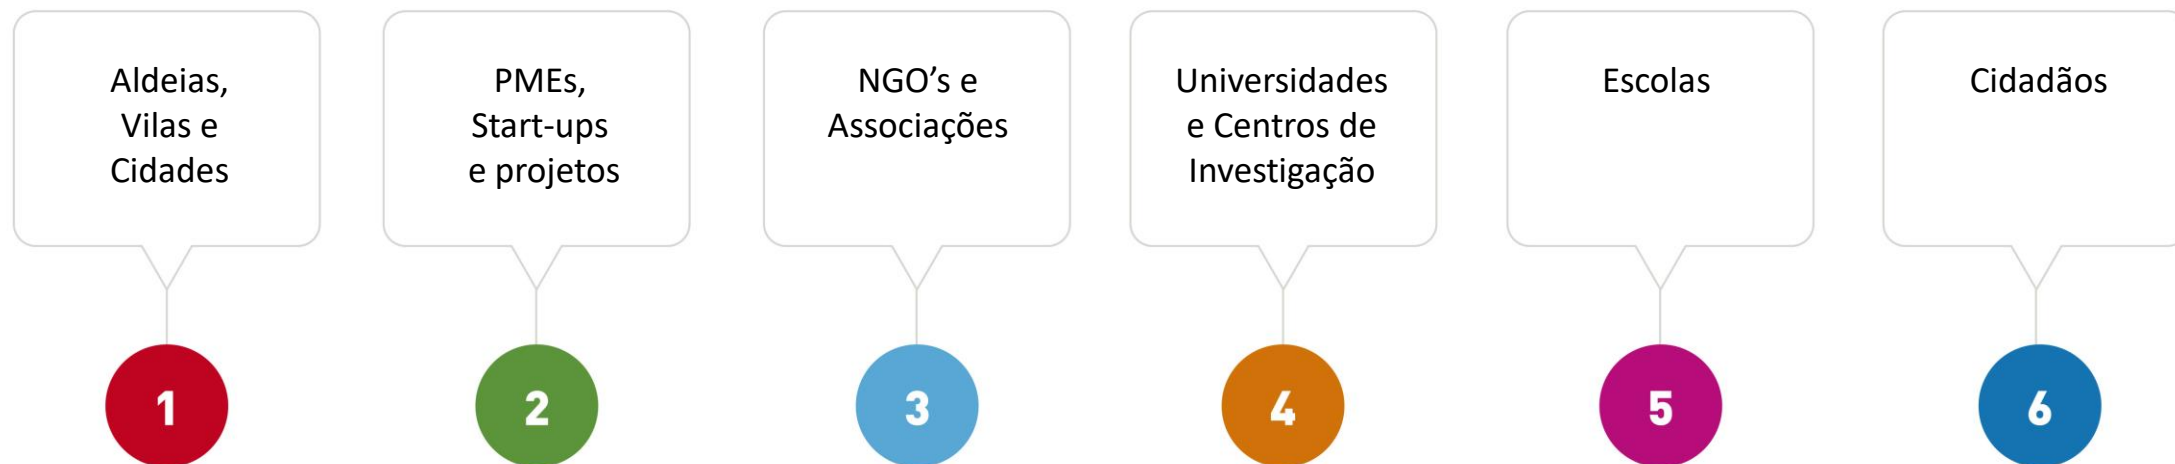 Aldeias,
Vilas e
Cidades
PMEs,
Start-ups
e projetos
NGO’s e
Associações
Universidades
e Centros de
Investigação
Escolas
Cidadãos
1
2
3
4
5
6